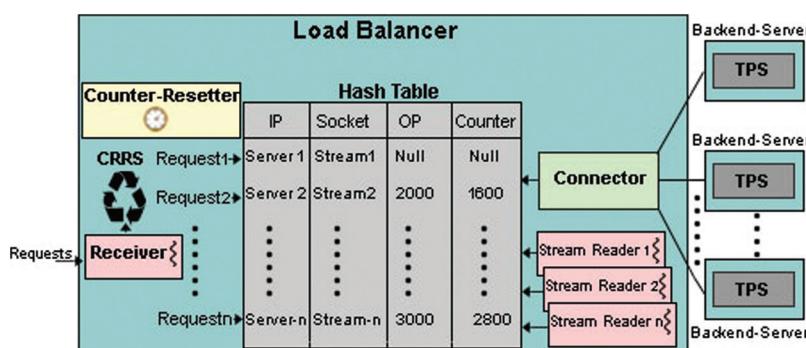 Load Balancer
Backend-Server
TPS
Counter-Resetter
Hash Table
IP Socket OP Counter
CRRS
Request1 Server 1 Stream1 Null Null
Request2 Server 2 Stream2 2000 1600
Connector
Backend-Server
TPS
Requests
Receiver
Stream Reader 1
Stream Reader 2
Stream Reader n
Requestn Server-n Stream-n 3000 2800
TPS
Backend-Server